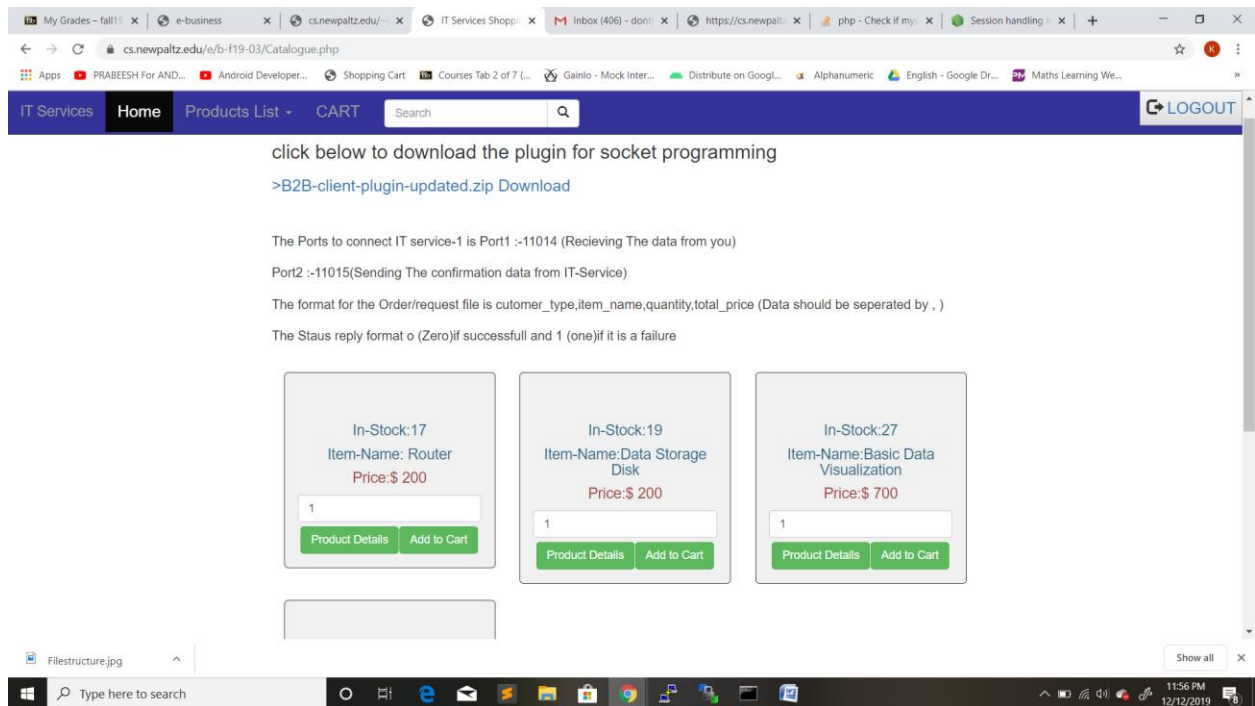 My Grades – fall19
e-business
cs.newpaltz.edu/~
IT Services Shopp
Inbox (406) - dont
https://cs.newpalt
php - Check if my
Session handling
cs.newpaltz.edu/e/b-f19-03/Catalogue.php
K
Apps
PRABEESH For AND...
Android Developer...
Shopping Cart
Courses Tab 2 of 7 (...
Gainlo - Mock Inter...
Distribute on Googl...
Alphanumeric
English - Google Dr...
Maths Learning We...
IT Services
Home
Products List
CART
Search
LOGOUT
click below to download the plugin for socket programming
>B2B-client-plugin-updated.zip Download
The Ports to connect IT service-1 is Port1 :-11014 (Recieving The data from you)
Port2 :-11015(Sending The confirmation data from IT-Service)
The format for the Order/request file is cutomer_type,item_name,quantity,total_price (Data should be seperated by , )
The Staus reply format o (Zero)if successfull and 1 (one)if it is a failure
In-Stock:17
Item-Name: Router
Price:$ 200
1
Product Details
Add to Cart
In-Stock:19
Item-Name:Data Storage
Disk
Price:$ 200
1
Product Details
Add to Cart
In-Stock:27
Item-Name:Basic Data
Visualization
Price:$ 700
1
Product Details
Add to Cart
Filestructure.jpg
Show all
Type here to search
11:56 PM
12/12/2019
8